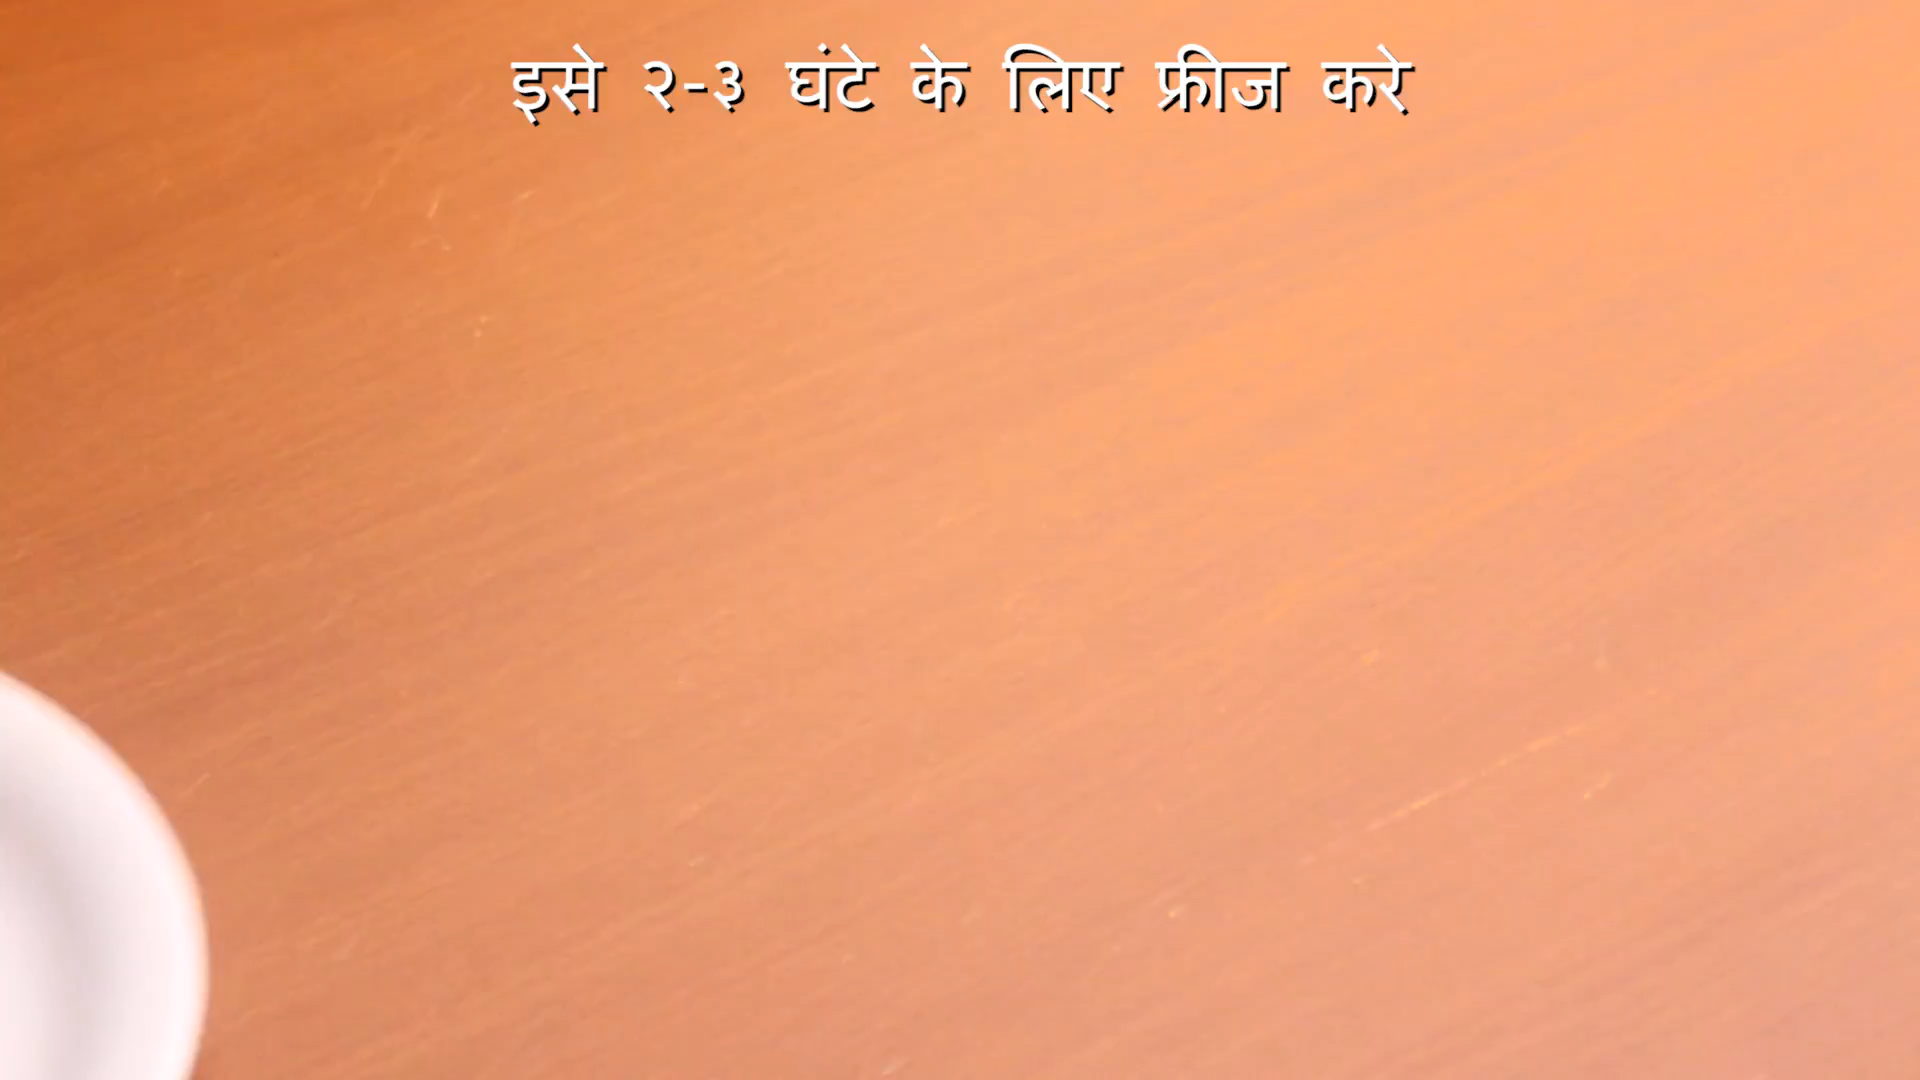 इसे २-३ घंटे के लिए फ्रीज करे